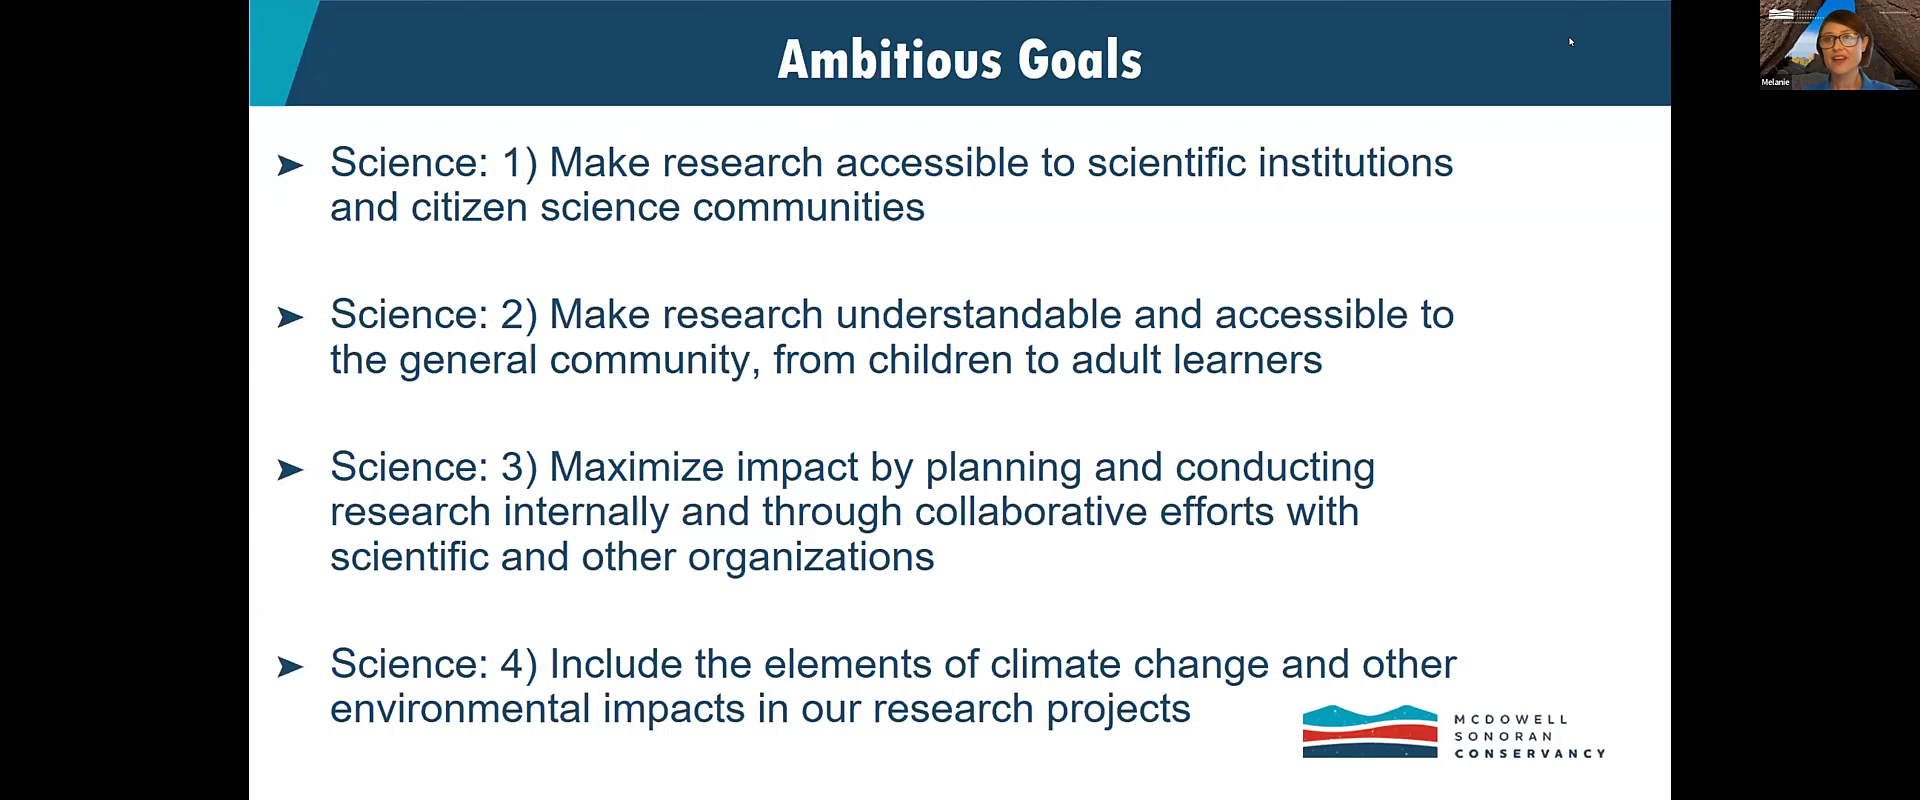 Ambitious Goals
➤ Science: 1) Make research accessible to scientific institutions
and citizen science communities
➤ Science: 2) Make research understandable and accessible to
the general community, from children to adult learners
➤ Science: 3) Maximize impact by planning and conducting
research internally and through collaborative efforts with
scientific and other organizations
➤ Science: 4) Include the elements of climate change and other
environmental impacts in our research projects
MCDOWELL
SONORAN
CONSERVANCY
Melanie